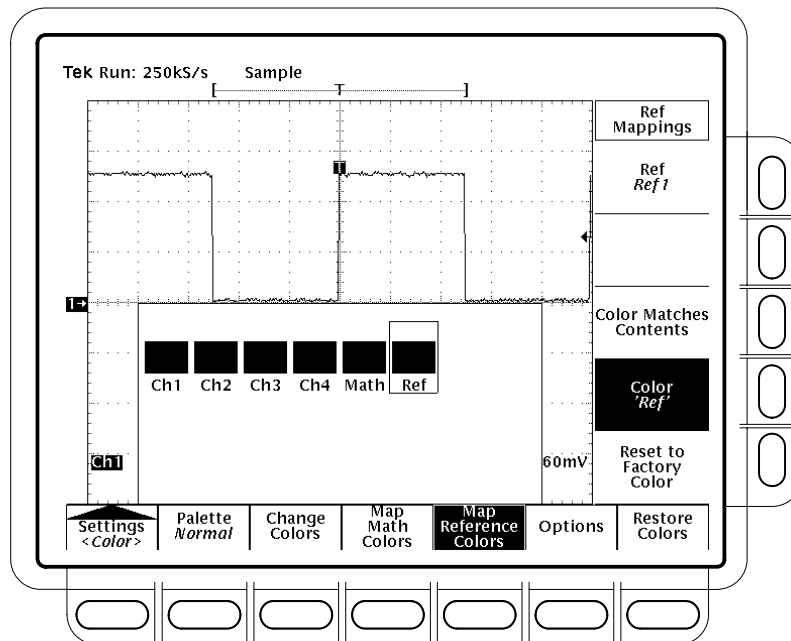 Tek Run: 250kS/s Sample
[ T ]
T
Ref
Mappings
Ref
Ref 1
1→
Color Matches
Contents
Ch1 Ch2 Ch3 Ch4 Math Ref
Color
'Ref'
Ch1
60mV
Reset to
Factory
Color
Settings
<Color>
Palette
Normal
Change
Colors
Map
Math
Colors
Map
Reference
Colors
Options
Restore
Colors